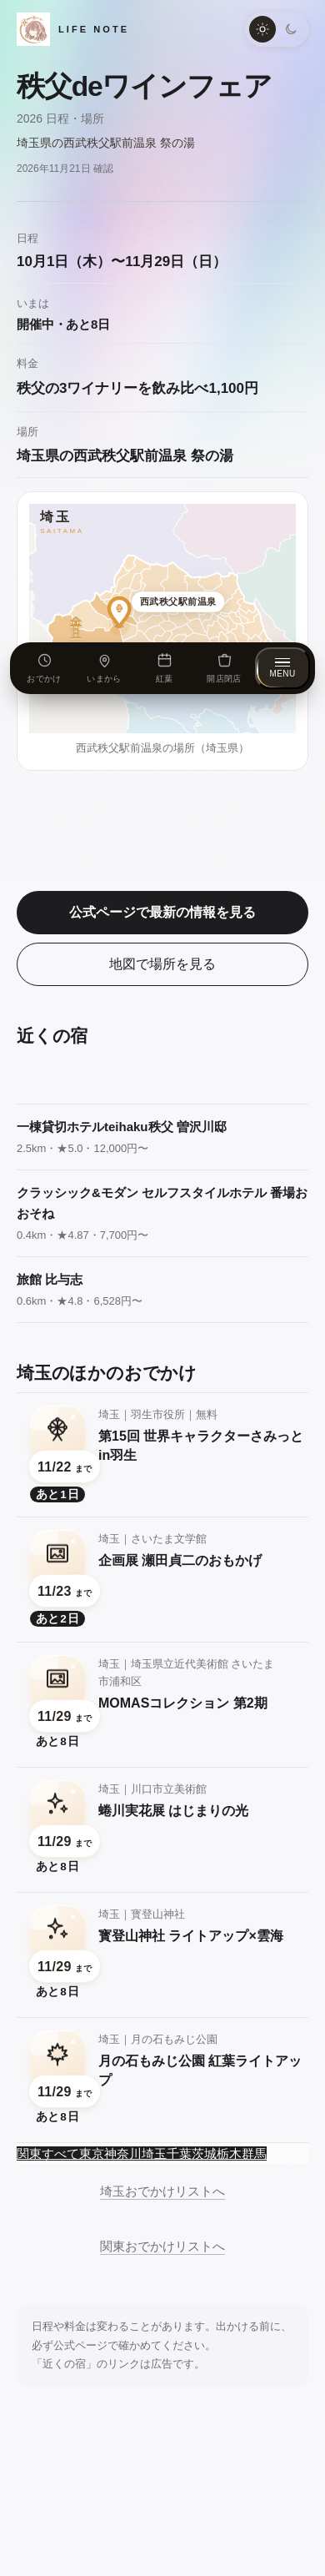 LIFE NOTE
秩父deワインフェア
2026 日程・場所
埼玉県の西武秩父駅前温泉 祭の湯
2026年11月21日 確認
日程
10月1日（木）〜11月29日（日）
いまは
開催中・あと8日
料金
秩父の3ワイナリーを飲み比べ1,100円
場所
埼玉県の西武秩父駅前温泉 祭の湯
埼玉
SAITAMA
西武秩父駅前温泉
おでかけ
いまから
紅葉
開店閉店
MENU
西武秩父駅前温泉の場所（埼玉県）
公式ページで最新の情報を見る
地図で場所を見る
近くの宿
一棟貸切ホテルteihaku秩父 曽沢川邸
2.5km・★5.0・12,000円〜
クラッシック&モダン セルフスタイルホテル 番場お
おそね
0.4km・★4.87・7,700円〜
旅館 比与志
0.6km・★4.8・6,528円〜
埼玉のほかのおでかけ
埼玉｜羽生市役所｜無料
第15回 世界キャラクターさみっと
in羽生
11/22 まで
あと1日
埼玉｜さいたま文学館
企画展 瀬田貞二のおもかげ
11/23 まで
あと2日
埼玉｜埼玉県立近代美術館 さいたま
市浦和区
MOMASコレクション 第2期
11/29 まで
あと8日
埼玉｜川口市立美術館
蜷川実花展 はじまりの光
11/29 まで
あと8日
埼玉｜寶登山神社
寳登山神社 ライトアップ×雲海
11/29 まで
あと8日
埼玉｜月の石もみじ公園
月の石もみじ公園 紅葉ライトアッ
プ
11/29 まで
あと8日
関東すべて東京神奈川埼玉千葉茨城栃木群馬
埼玉おでかけリストへ
関東おでかけリストへ
日程や料金は変わることがあります。出かける前に、
必ず公式ページで確かめてください。
「近くの宿」のリンクは広告です。